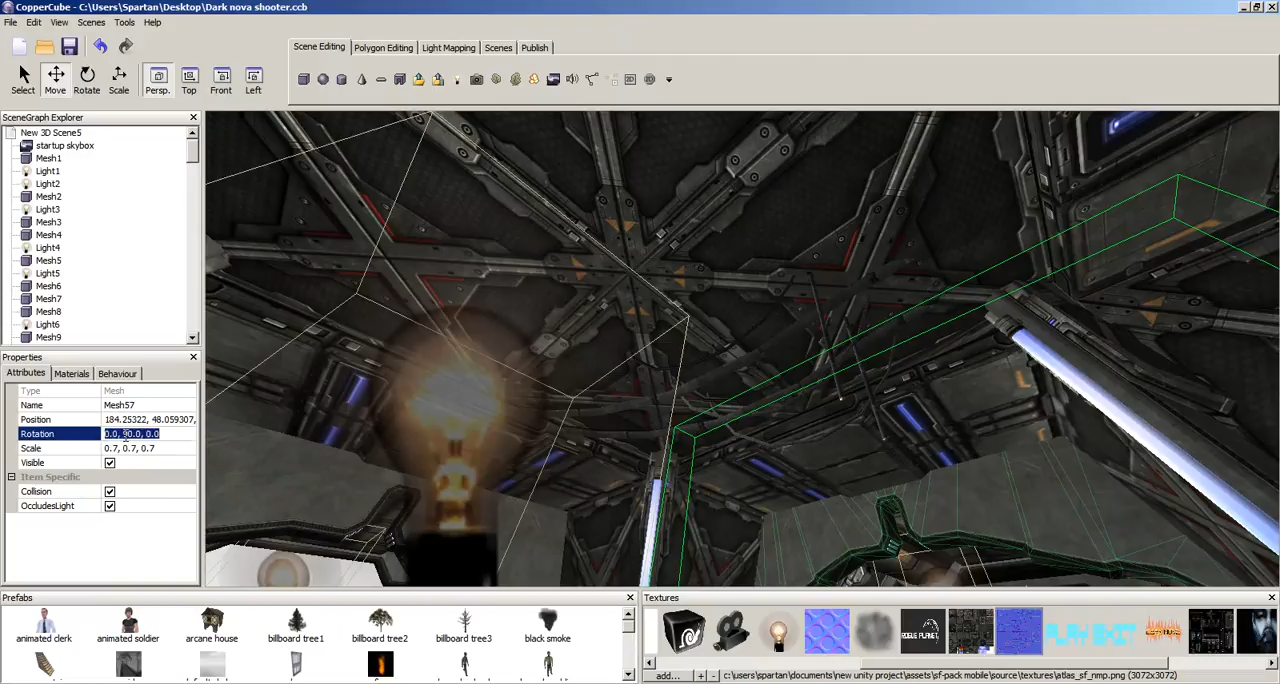 CopperCube - C:\Users\Spartan\Desktop\Dark nova shooter.ccb
File Edit View Scenes Tools Help
Scene Editing Polygon Editing Light Mapping Scenes Publish
Select Move Rotate Scale Persp. Top Front Left
SceneGraph Explorer
New 3D Scene5
startup skybox
Mesh1
Light1
Light2
Mesh2
Light3
Mesh3
Mesh4
Light4
Mesh5
Light5
Mesh6
Mesh7
Mesh8
Light6
Mesh9
Properties
Attributes Materials Behaviour
Type Mesh
Name Mesh57
Position 184.25322, 48.059307,
Rotation 0.0, 90.0, 0.0
Scale 0.7, 0.7, 0.7
Visible
Item Specific
Collision
OccludesLight
Prefabs
animated clerk animated soldier arcane house billboard tree1 billboard tree2 billboard tree3 black smoke
Textures
ROGUE PLANET
PLAY EXIT
add... + - c:\users\spartan\documents\new unity project\assets\sf-pack mobile\source\textures\atlas_sf_nmp.png (3072x3072)